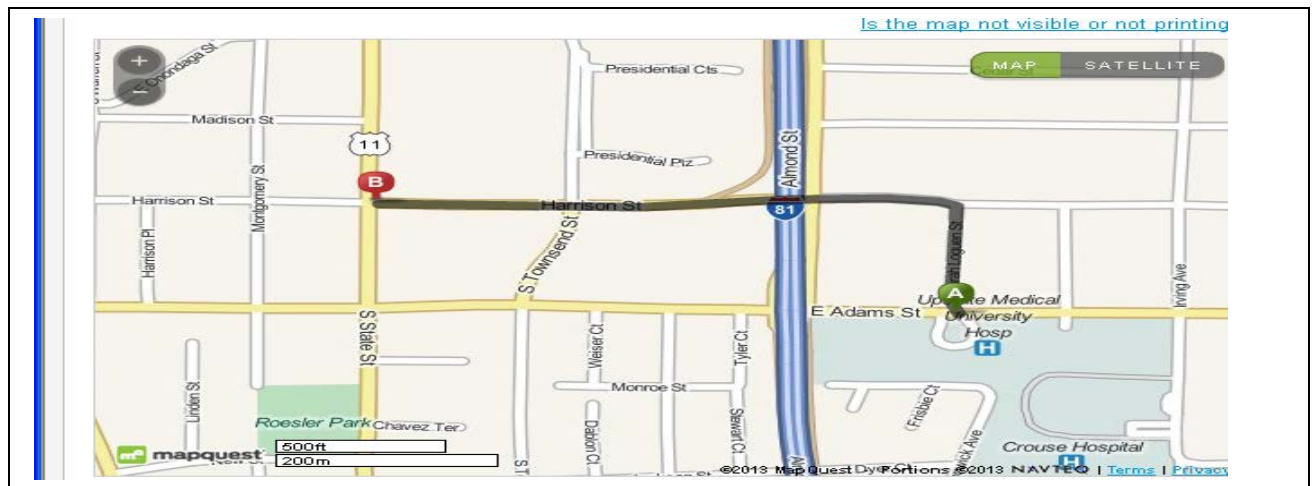 Is the map not visible or not printing
MAP
SATELLITE
E Onondaga St
Presidential Cts
Madison St
11
Almond St
Presidential Plz
B
Harrison St
Montgomery St
Harrison St
81
Harrison Pl
S Townsend St
Irving Ave
A
E Adams St
Upstate Medical
University
Hosp
H
S State St
Weiser Ct
Tyler Ct
Monroe St
Linden St
Frisbie Ct
Roesler Park
Chavez Ter
Dablon Ct
Stewart Ct
Crouse Hospital
H
mapquest
500ft
200m
©2013 MapQuest Portions ©2013 NAVTEQ | Terms | Privacy